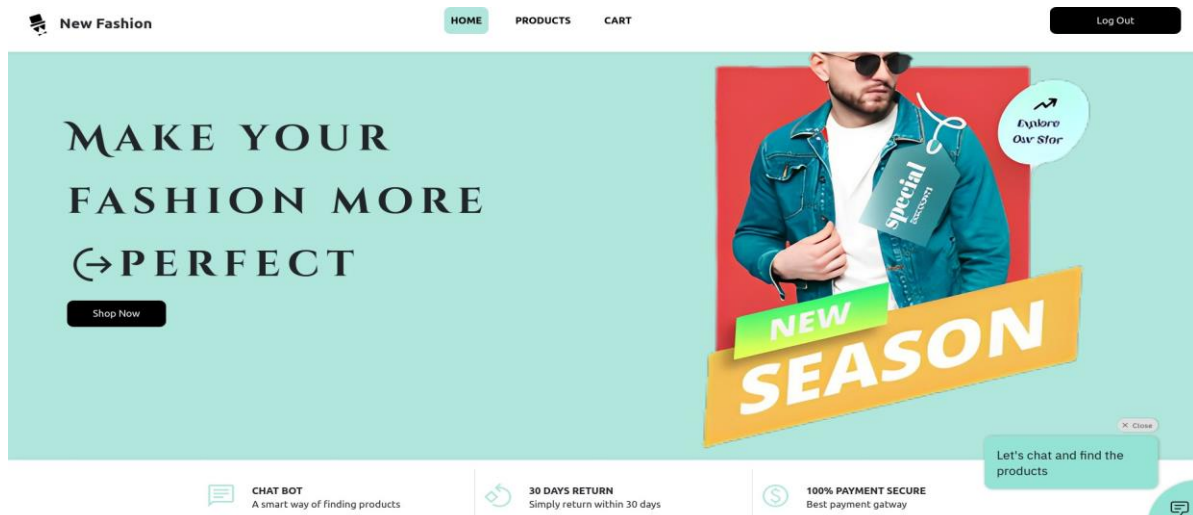 New Fashion
HOME PRODUCTS CART
Log Out
MAKE YOUR
FASHION MORE
PERFECT
Shop Now
Explore
special
NEW
SEASON
× Close
Let's chat and find the
products
CHAT BOT
A smart way of finding products
30 DAYS RETURN
Simply return within 30 days
100% PAYMENT SECURE
Best payment gatway